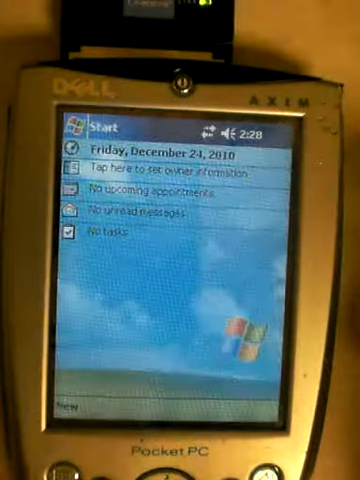 DELL
AXIM
Start 2:28
Friday, December 24, 2010
Tap here to set owner information
No upcoming appointments
No unread messages
No tasks
New
Pocket PC